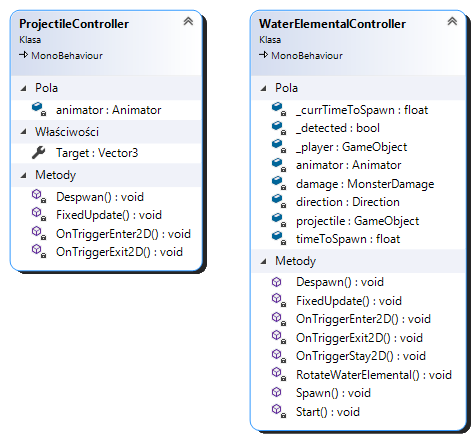 ProjectileController
Klasa
MonoBehaviour
Pola
animator : Animator
Właściwości
Target : Vector3
Metody
Despwan() : void
FixedUpdate() : void
OnTriggerEnter2D() : void
OnTriggerExit2D() : void
WaterElementalController
Klasa
MonoBehaviour
Pola
_currTimeToSpawn : float
_detected : bool
_player : GameObject
animator : Animator
damage : MonsterDamage
direction : Direction
projectile : GameObject
timeToSpawn : float
Metody
Despawn() : void
FixedUpdate() : void
OnTriggerEnter2D() : void
OnTriggerExit2D() : void
OnTriggerStay2D() : void
RotateWaterElemental() : void
Spawn() : void
Start() : void